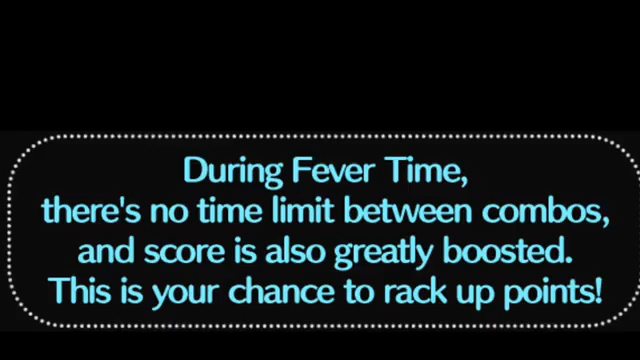 During Fever Time,
there's no time limit between combos,
and score is also greatly boosted.
This is your chance to rack up points!